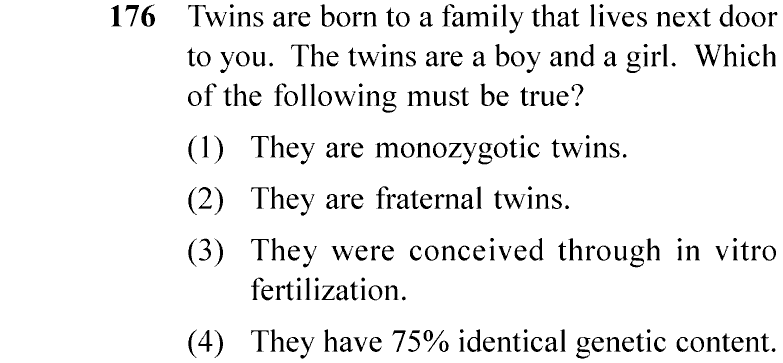 176 Twins are born to a family that lives next door
to you. The twins are a boy and a girl. Which
of the following must be true?
(1) They are monozygotic twins.
(2) They are fraternal twins.
(3) They were conceived through in vitro
fertilization.
(4) They have 75% identical genetic content.